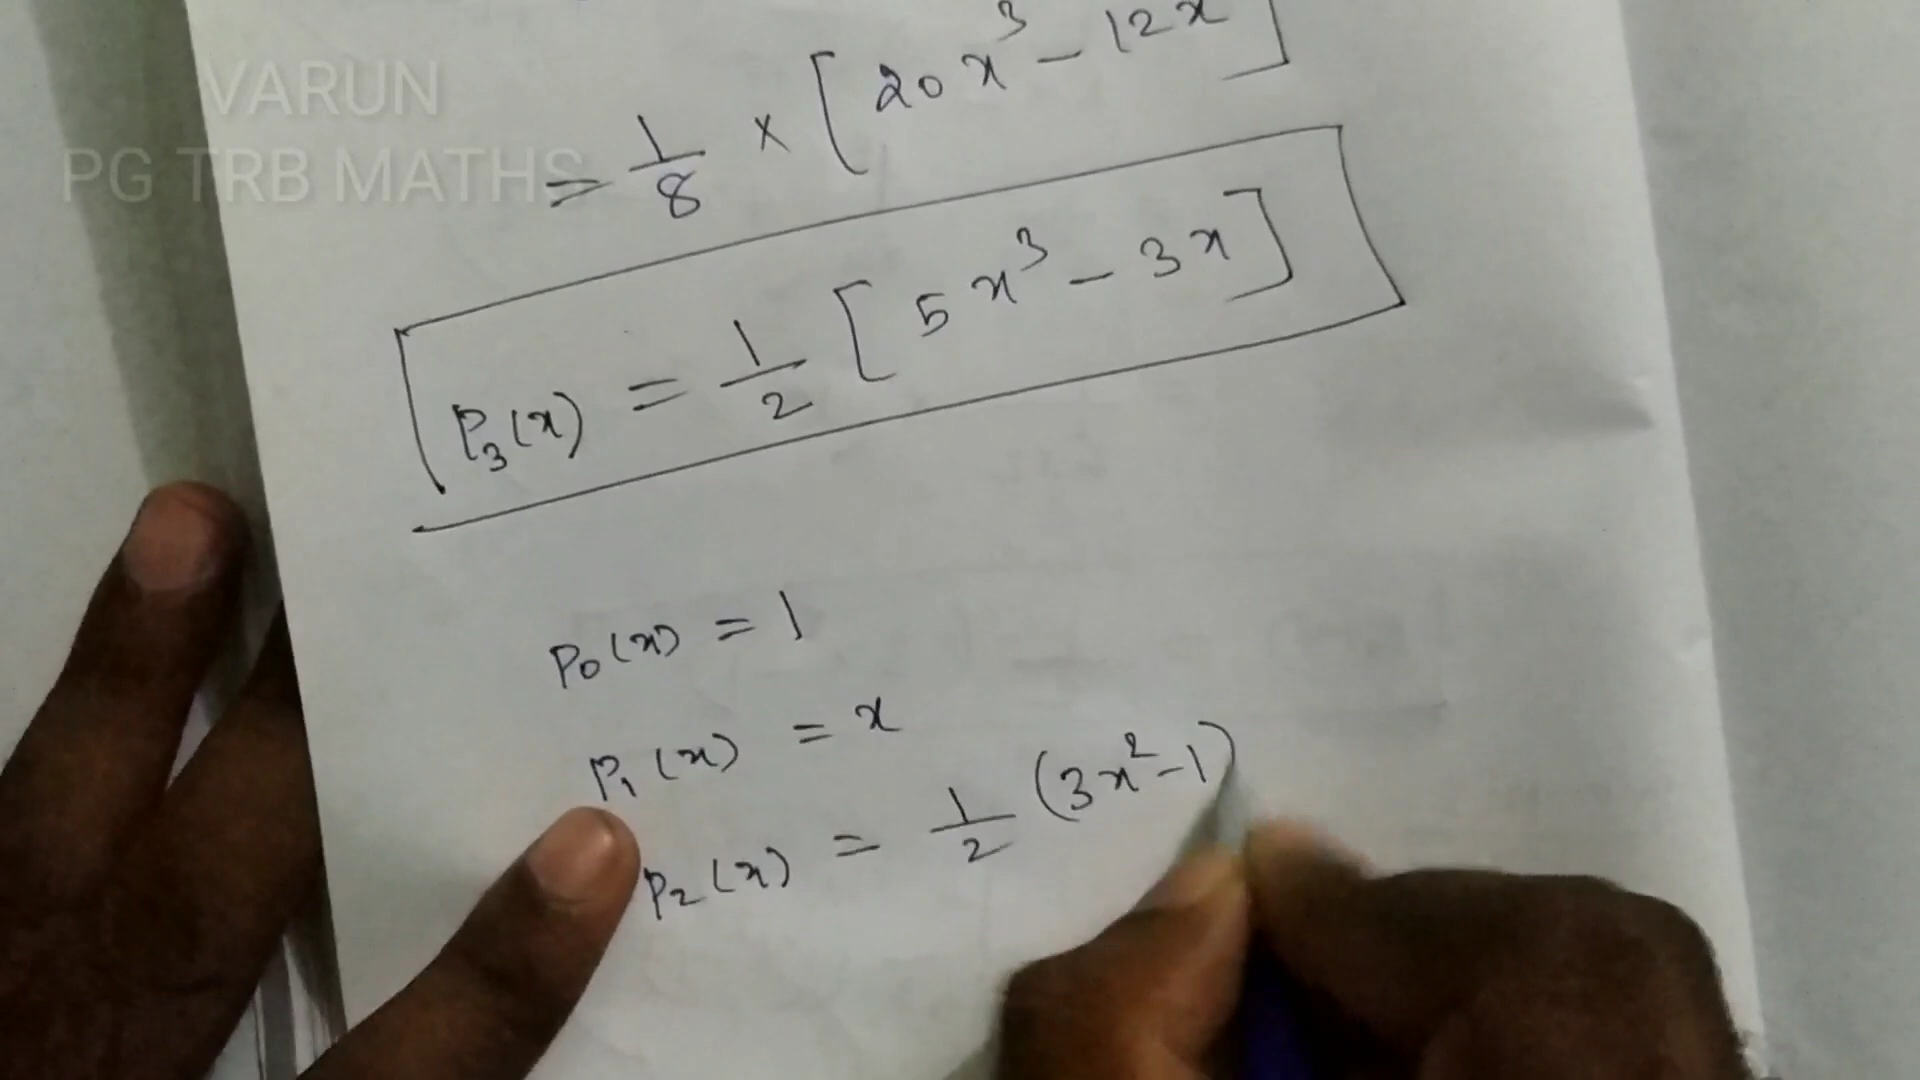 VARUN
PG TRB MATHS
= 1/8 × [20x³ - 12x]
P₃(x) = 1/2 [5x³ - 3x]
P₀(x) = 1
P₁(x) = x
P₂(x) = 1/2 (3x² - 1)